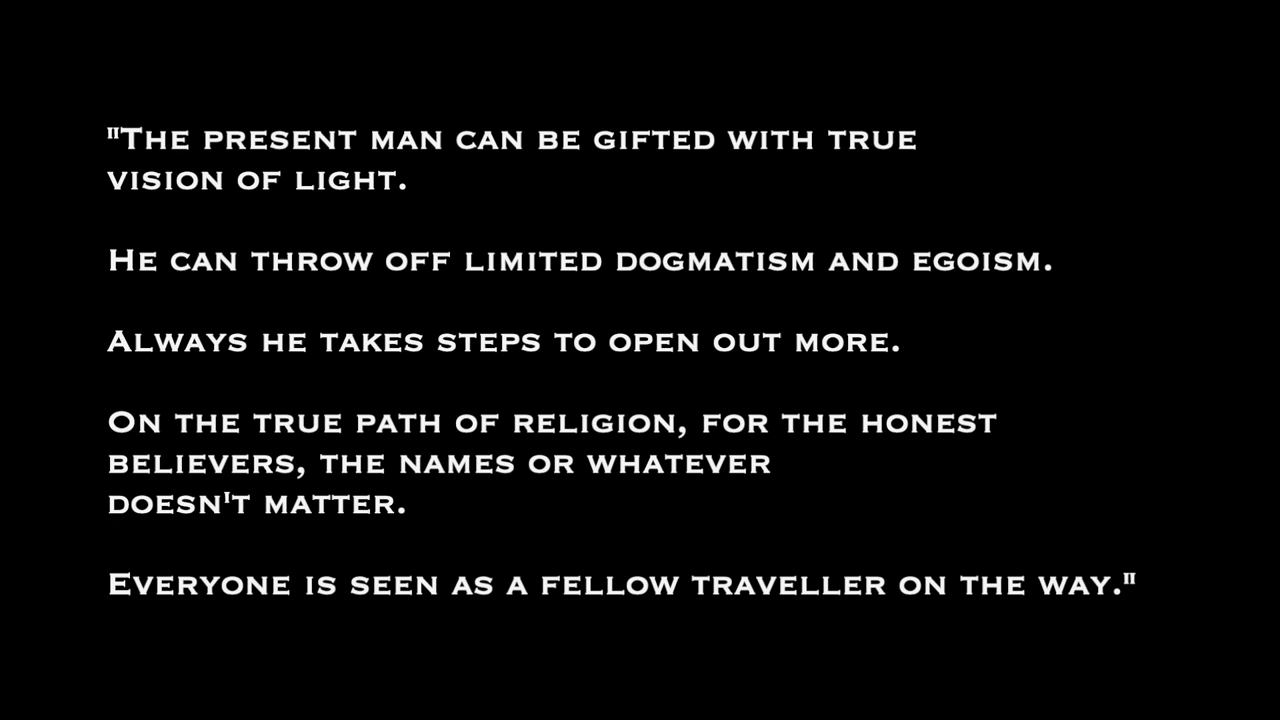 "The present man can be gifted with true
vision of light.
He can throw off limited dogmatism and egoism.
Always he takes steps to open out more.
On the true path of religion, for the honest
believers, the names or whatever
doesn't matter.
Everyone is seen as a fellow traveller on the way."